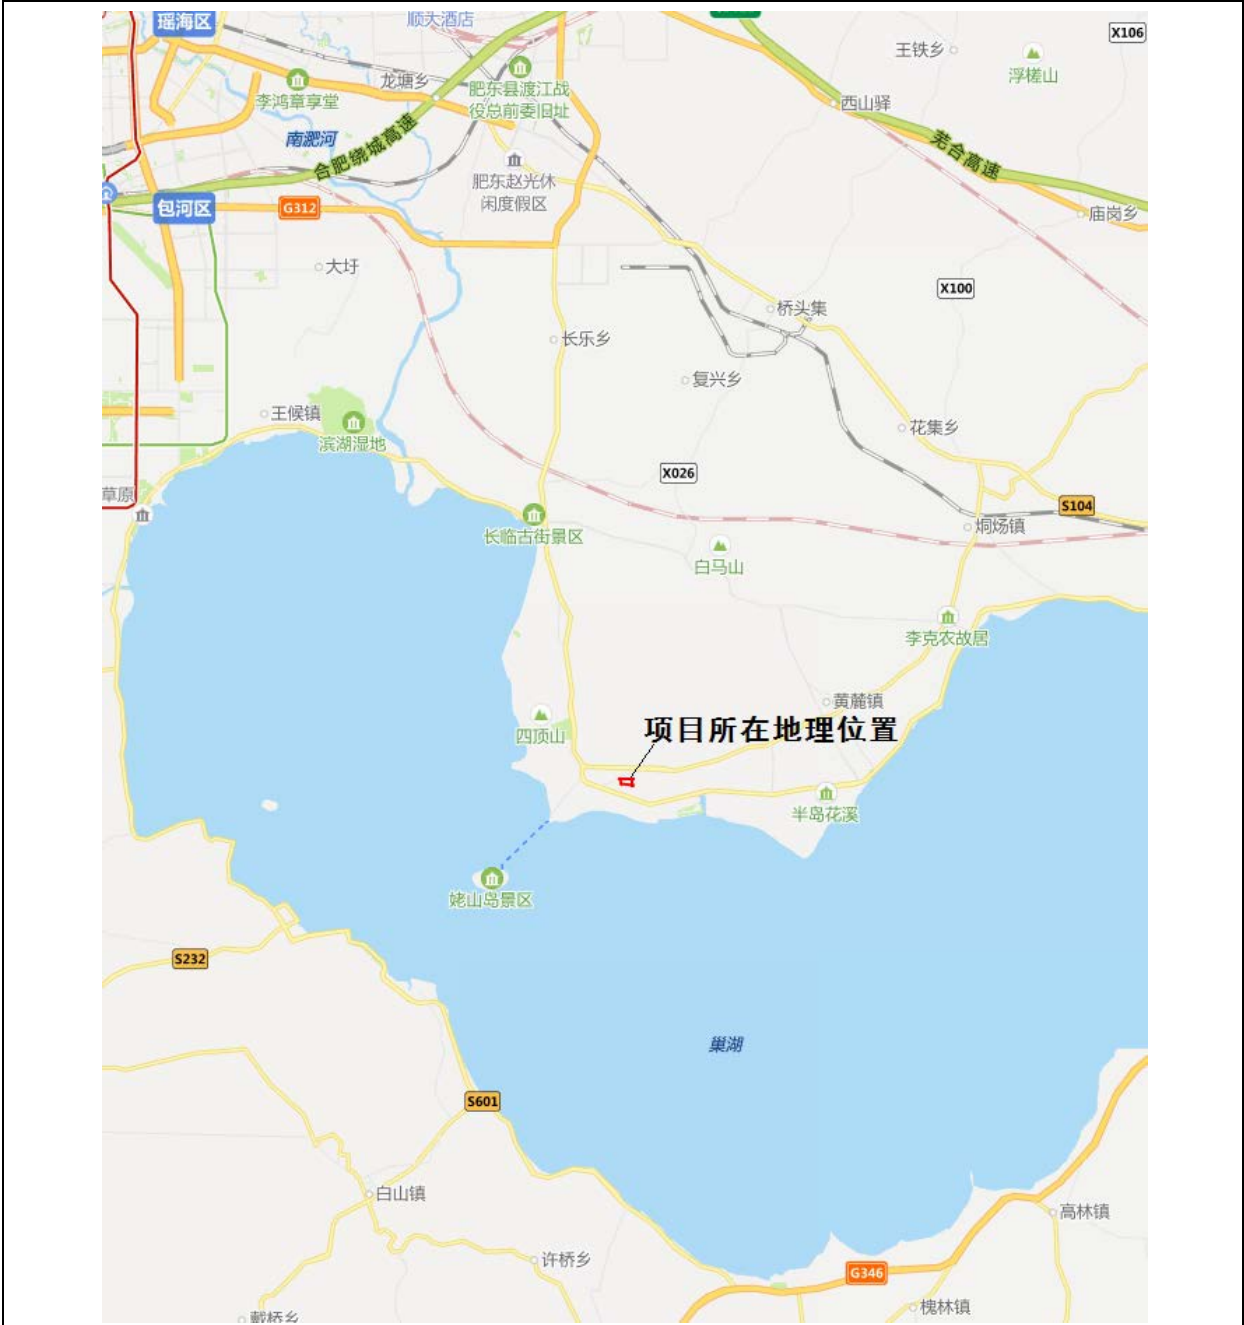 瑶海区
顺天酒店
X106
王铁乡
浮槎山
龙塘乡
李鸿章享堂
肥东县渡江战
役总前委旧址
西山驿
南淝河
合肥绕城高速
芜合高速
肥东赵光休
闲度假区
包河区
G312
庙岗乡
大圩
X100
桥头集
长乐乡
复兴乡
王候镇
滨湖湿地
花集乡
X026
草原
S104
长临古街景区
烔炀镇
白马山
李克农故居
黄麓镇
四顶山
项目所在地理位置
半岛花溪
姥山岛景区
S232
巢湖
S601
白山镇
高林镇
许桥乡
G346
槐林镇
戴桥乡